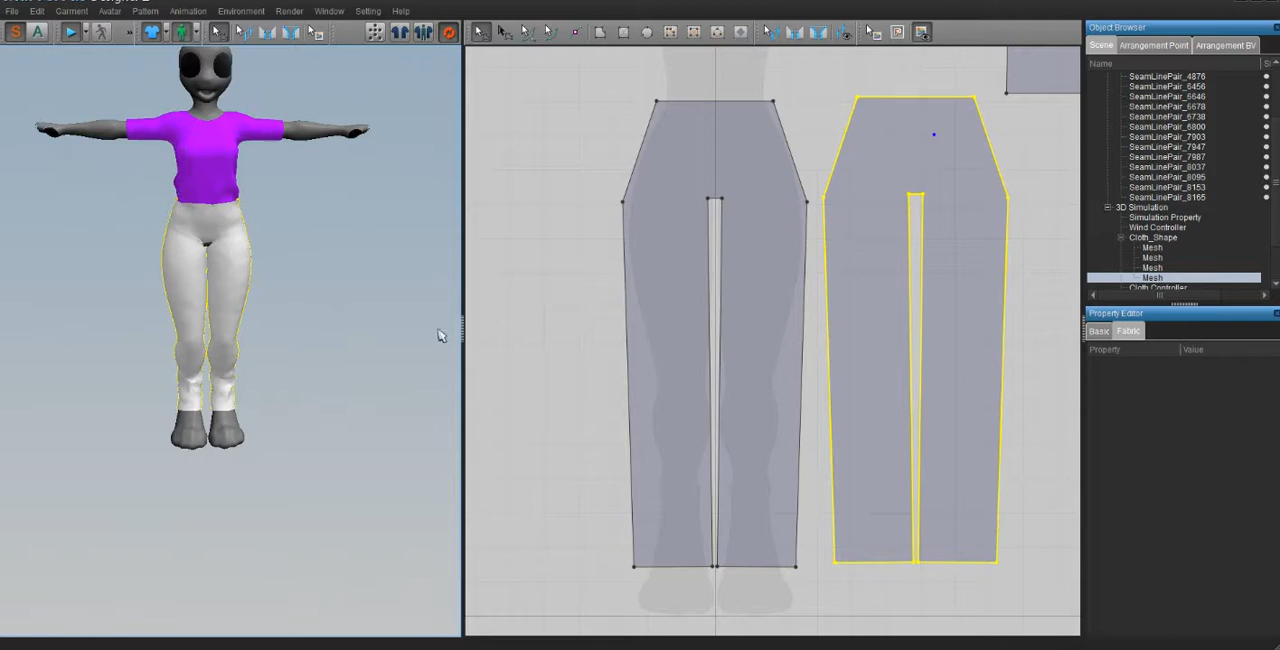 File Edit Garment Avatar Pattern Animation Environment Render Window Setting Help
S A »
Object Browser
Scene Arrangement Point Arrangement BV
Name
SeamLinePair_4876
SeamLinePair_6456
SeamLinePair_6646
SeamLinePair_6678
SeamLinePair_6738
SeamLinePair_6800
SeamLinePair_7903
SeamLinePair_7947
SeamLinePair_7987
SeamLinePair_8037
SeamLinePair_8095
SeamLinePair_8153
SeamLinePair_8165
3D Simulation
Simulation Property
Wind Controller
Cloth_Shape
Mesh
Mesh
Mesh
Mesh
Cloth Controller
Property Editor
Basic Fabric
Property Value